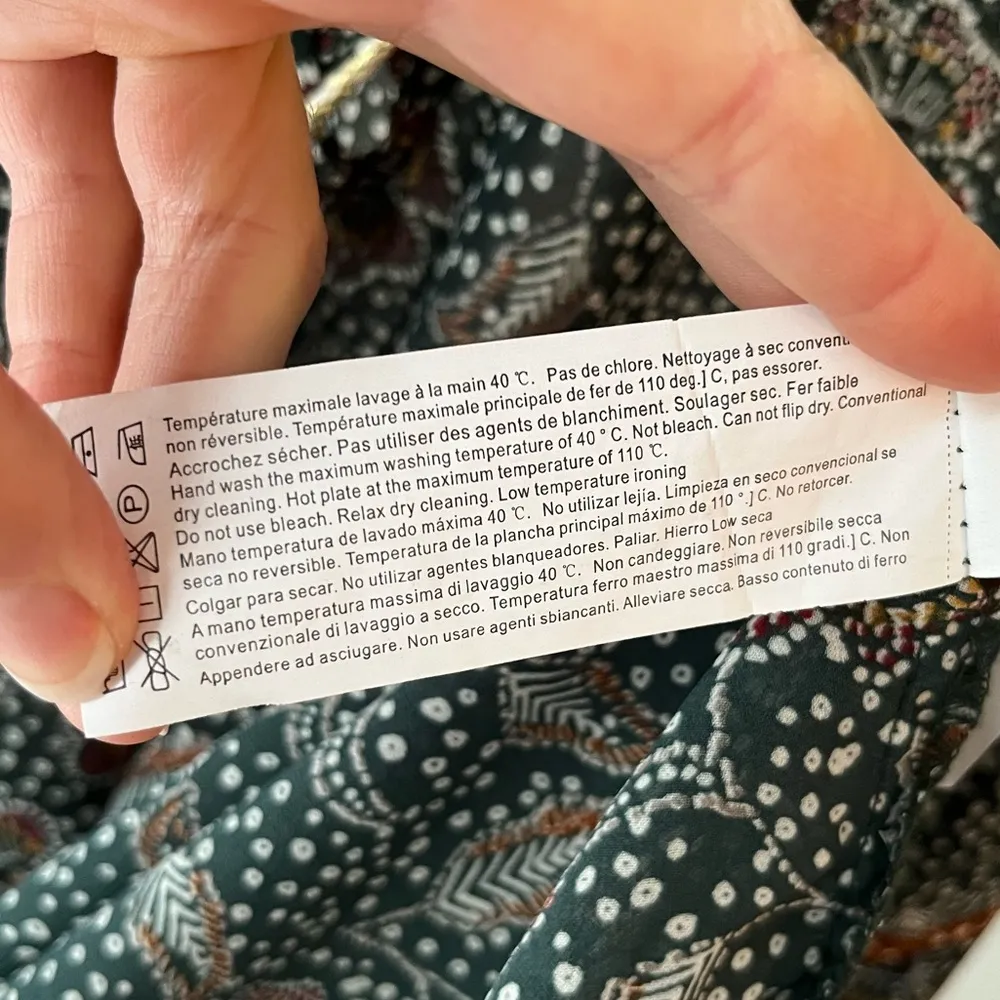 Température maximale lavage à la main 40 ℃. Pas de chlore. Nettoyage à sec
non réversible. Température maximale principale de fer de 110 deg.] C, pas essorer.
Accrochez sécher. Pas utiliser des agents de blanchiment. Soulager sec. Fer faible
Hand wash the maximum washing temperature of 40 ° C. Not bleach. Can not flip dry. Conventional
dry cleaning. Hot plate at the maximum temperature of 110 ℃.
Do not use bleach. Relax dry cleaning. Low temperature ironing
Mano temperatura de lavado máxima 40 ℃. No utilizar lejía. Limpieza en seco convencional se
seca no reversible. Temperatura de la plancha principal máximo de 110 °.] C. No retorcer.
Colgar para secar. No utilizar agentes blanqueadores. Paliar. Hierro Low seca
A mano temperatura massima di lavaggio 40 ℃. Non candeggiare. Non reversibile secca
convenzionale di lavaggio a secco. Temperatura ferro maestro massima di 110 gradi.] C. Non
Appendere ad asciugare. Non usare agenti sbiancanti. Alleviare secca. Basso contenuto di ferro
P